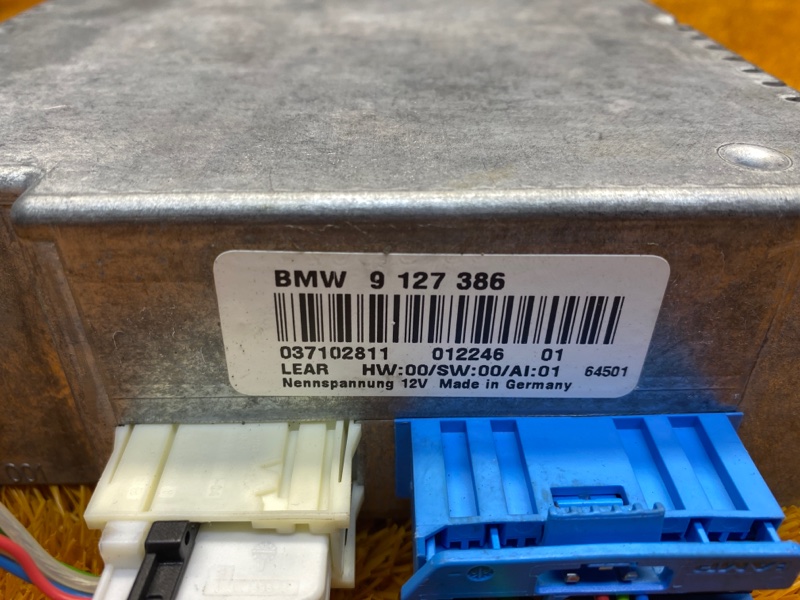 BMW 9 127 386
037102811 012246 01
LEAR HW:00/SW:00/AI:01 64501
Nennspannung 12V Made in Germany